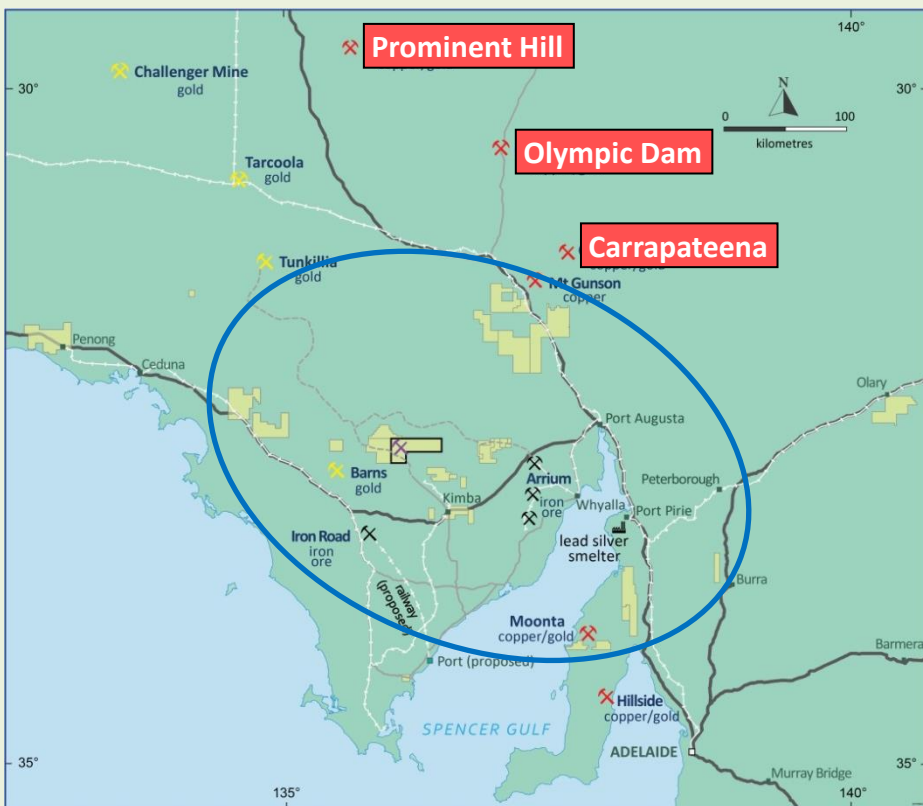 135°
140°
Prominent Hill
Challenger Mine
gold
30°
30°
N
0
100
kilometres
Olympic Dam
Tarcoola
gold
Carrapateena
copper/gold
Tunkillia
gold
Mt Gunson
copper
Penong
Ceduna
Olary
Port Augusta
Barns
gold
Arrium
iron
ore
Peterborough
Kimba
Whyalla
Port Pirie
Iron Road
iron
ore
lead silver
smelter
railway
(proposed)
Burra
Moonta
copper/gold
Port (proposed)
Barmera
Hillside
copper/gold
SPENCER GULF
ADELAIDE
35°
35°
Murray Bridge
135°
140°